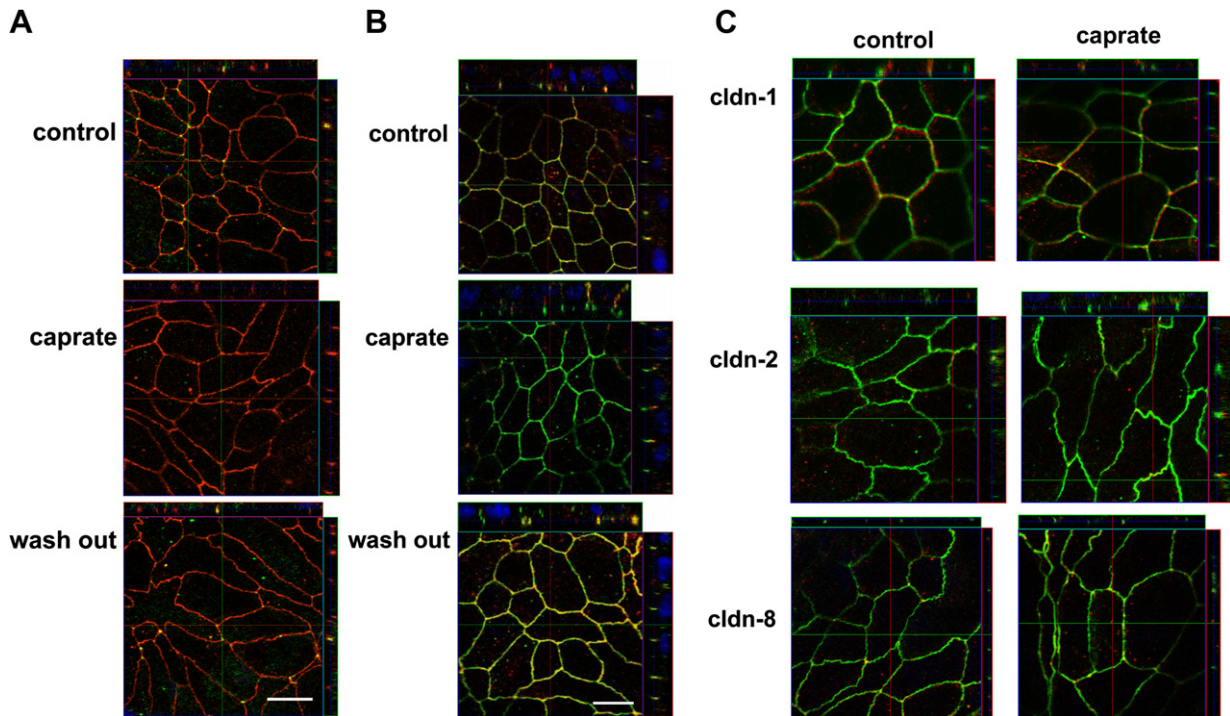 A
B
C
control
caprate
wash out
control
caprate
wash out
control
caprate
cldn-1
cldn-2
cldn-8